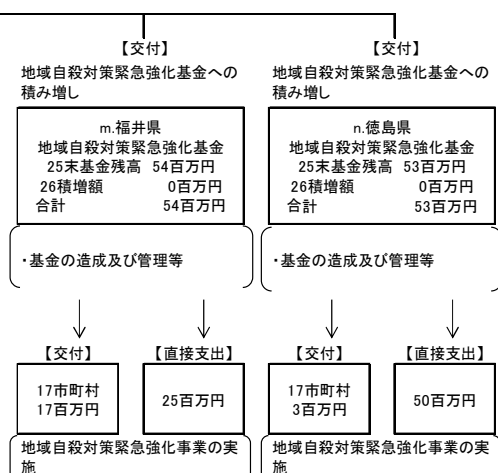 【交付】
地域自殺対策緊急強化基金への
積み増し
m.福井県
地域自殺対策緊急強化基金
25末基金残高 54百万円
26積増額 0百万円
合計 54百万円
・基金の造成及び管理等
【交付】
17市町村
17百万円
【直接支出】
25百万円
地域自殺対策緊急強化事業の実
施
【交付】
地域自殺対策緊急強化基金への
積み増し
n.徳島県
地域自殺対策緊急強化基金
25末基金残高 53百万円
26積増額 0百万円
合計 53百万円
・基金の造成及び管理等
【交付】
17市町村
3百万円
【直接支出】
50百万円
地域自殺対策緊急強化事業の実
施